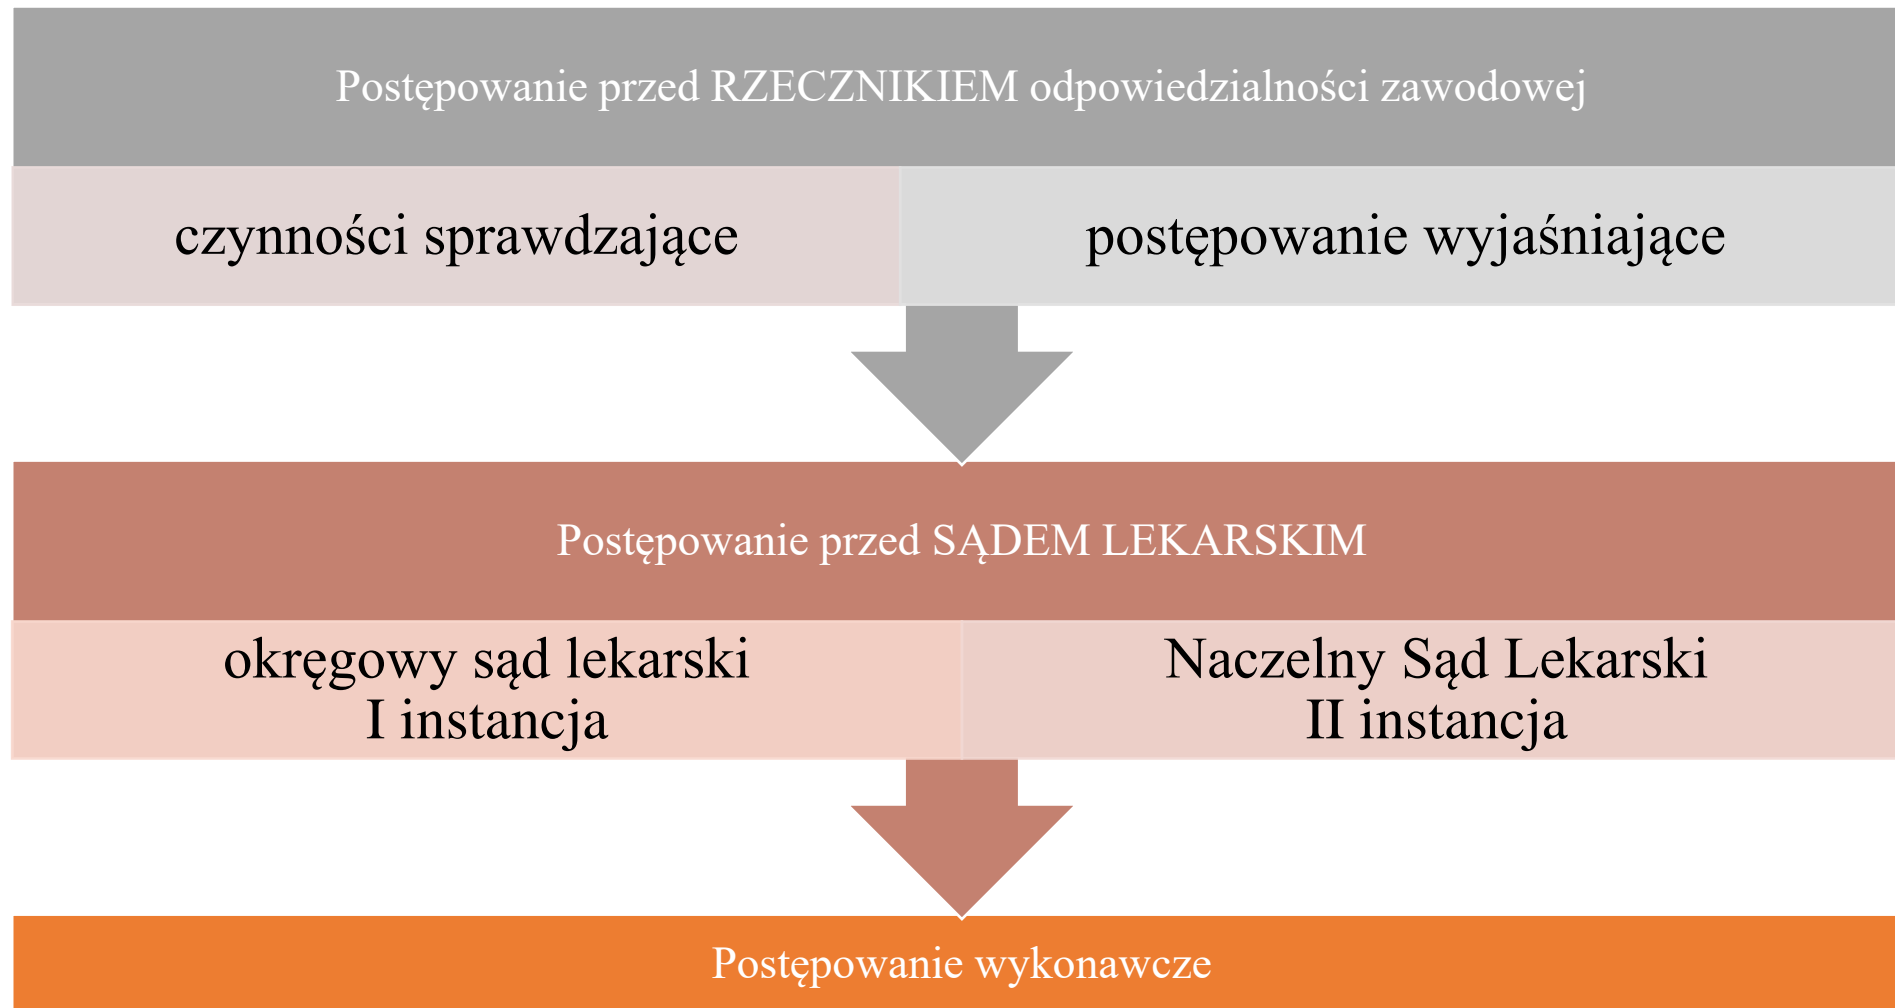 Postępowanie przed RZECZNIKIEM odpowiedzialności zawodowej
czynności sprawdzające
postępowanie wyjaśniające
Postępowanie przed SĄDEM LEKARSKIM
okręgowy sąd lekarski
I instancja
Naczelny Sąd Lekarski
II instancja
Postępowanie wykonawcze